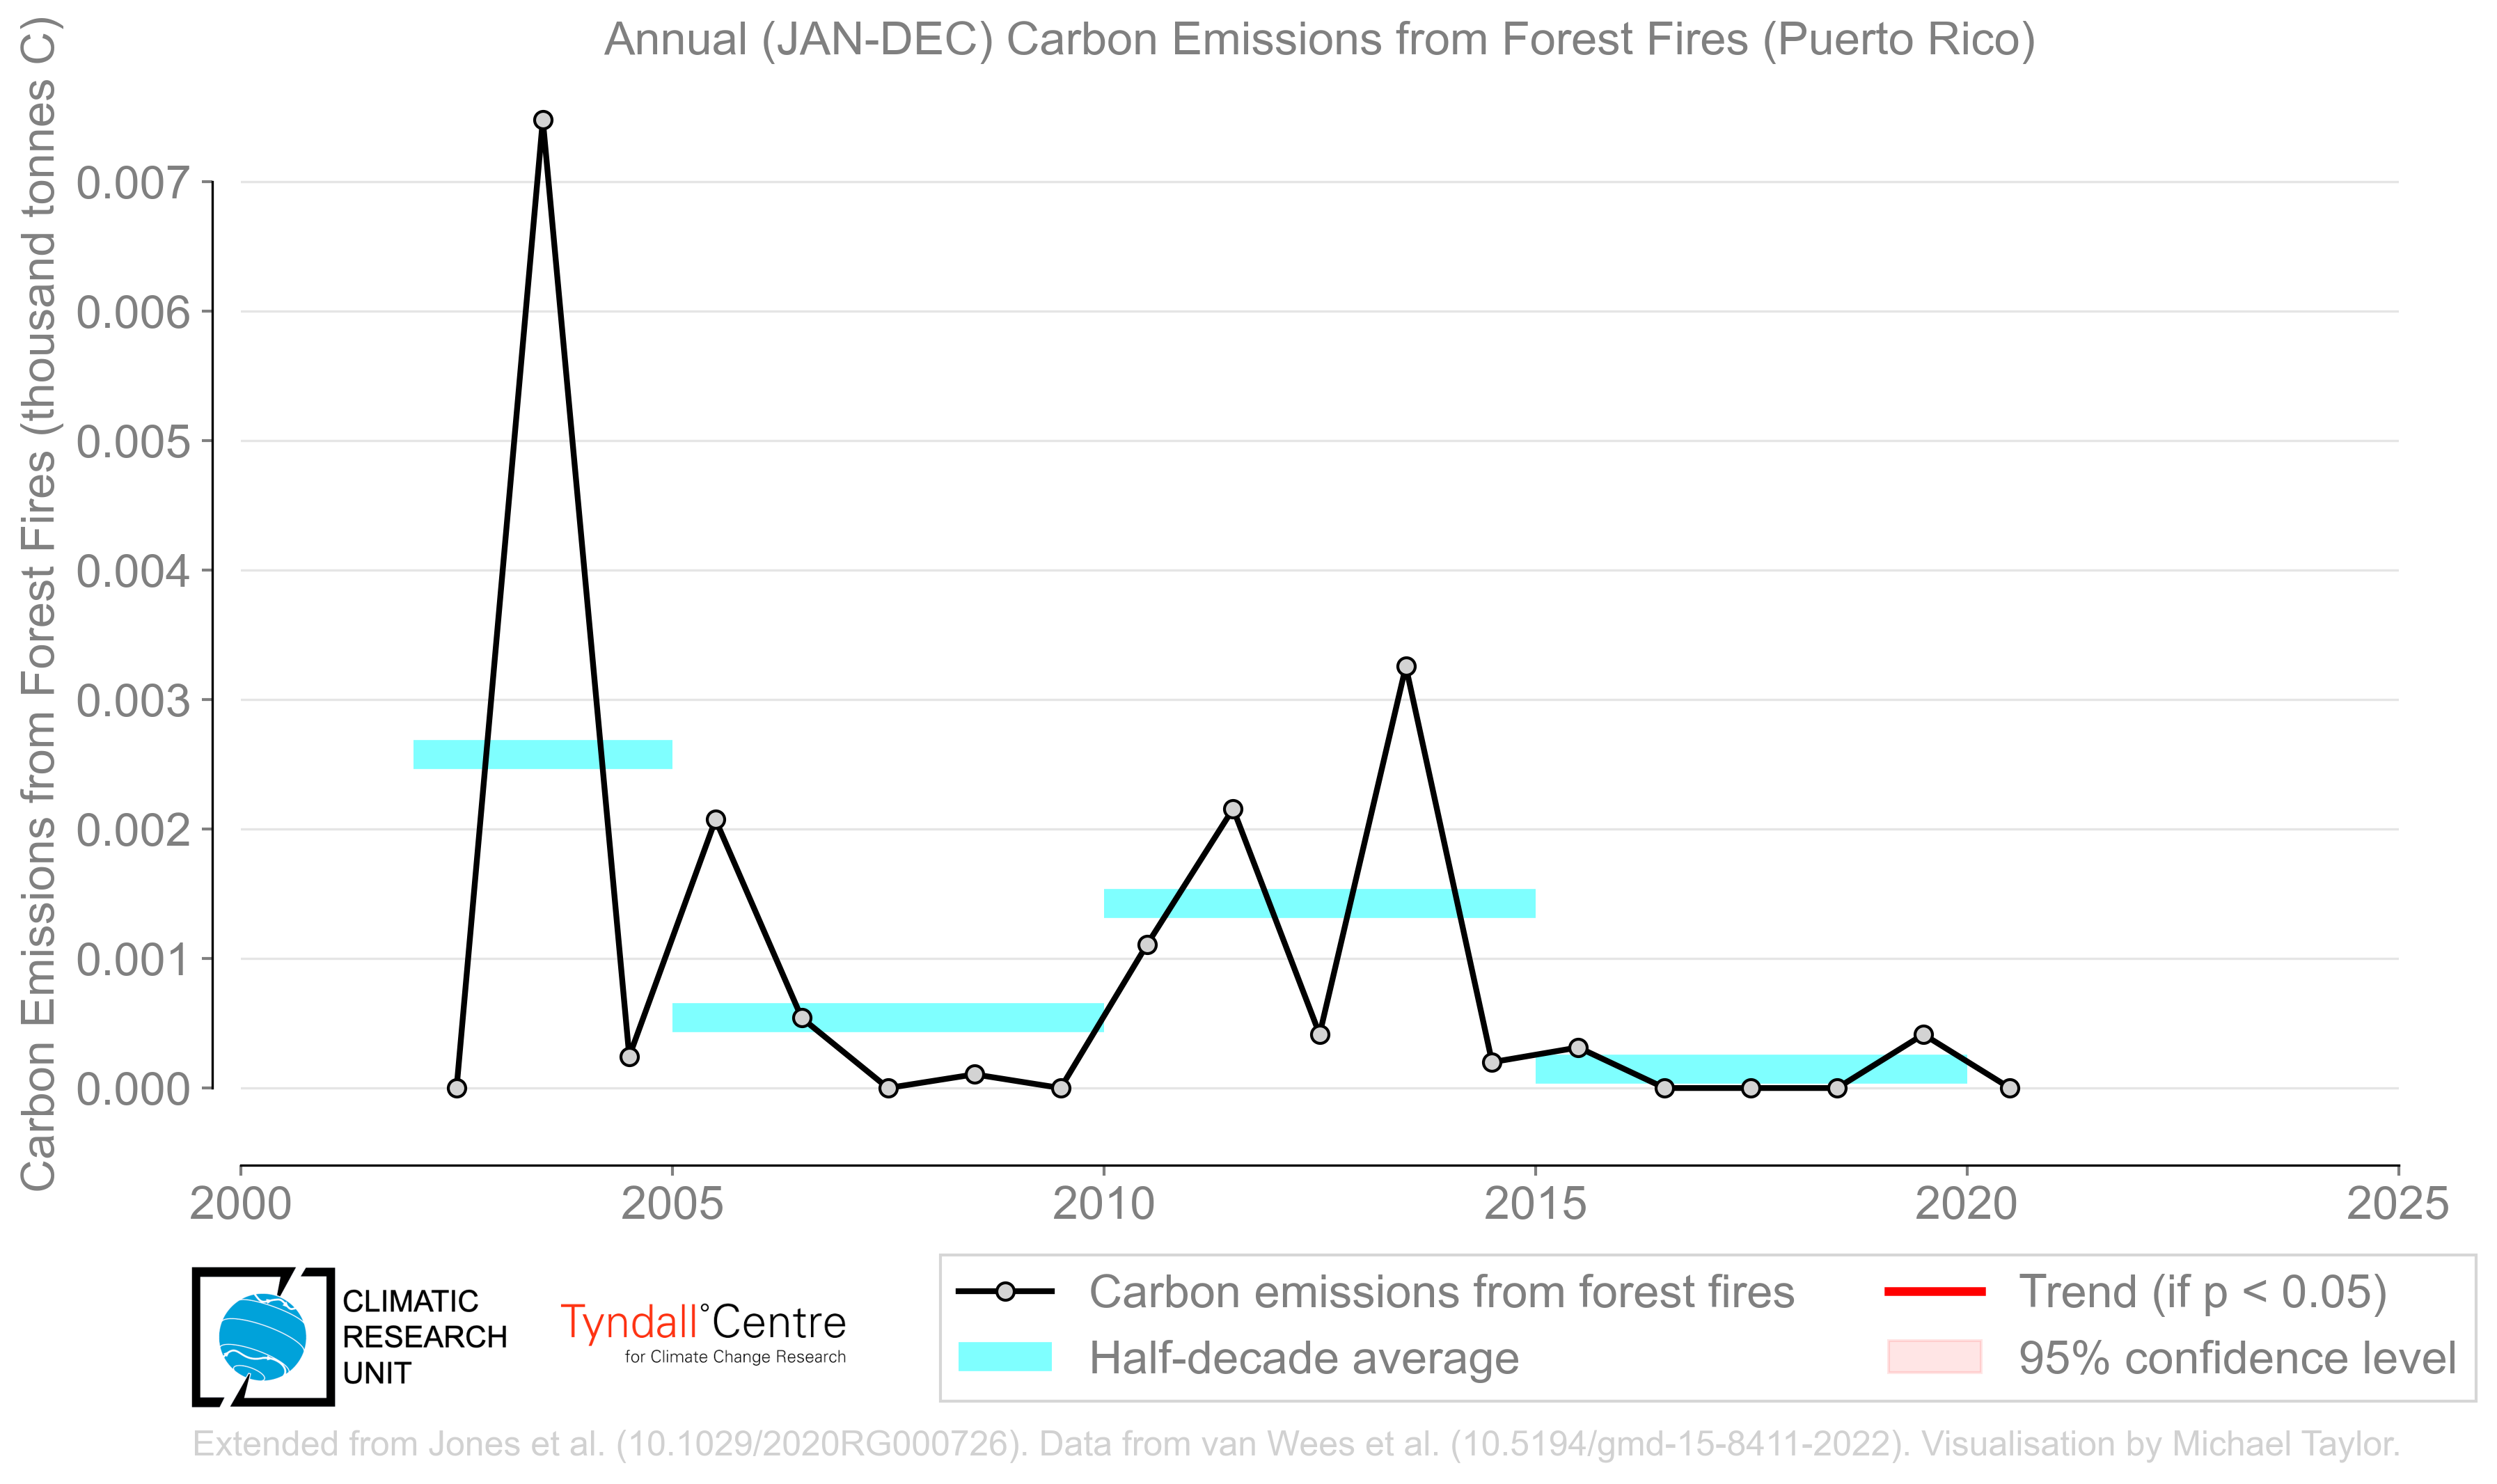 Annual (JAN-DEC) Carbon Emissions from Forest Fires (Puerto Rico)
Carbon Emissions from Forest Fires (thousand tonnes C)
0.007
0.006
0.005
0.004
0.003
0.002
0.001
0.000
2000 2005 2010 2015 2020 2025
CLIMATIC
RESEARCH
UNIT
Tyndall°Centre
for Climate Change Research
Carbon emissions from forest fires
Half-decade average
Trend (if p < 0.05)
95% confidence level
Extended from Jones et al. (10.1029/2020RG000726). Data from van Wees et al. (10.5194/gmd-15-8411-2022). Visualisation by Michael Taylor.